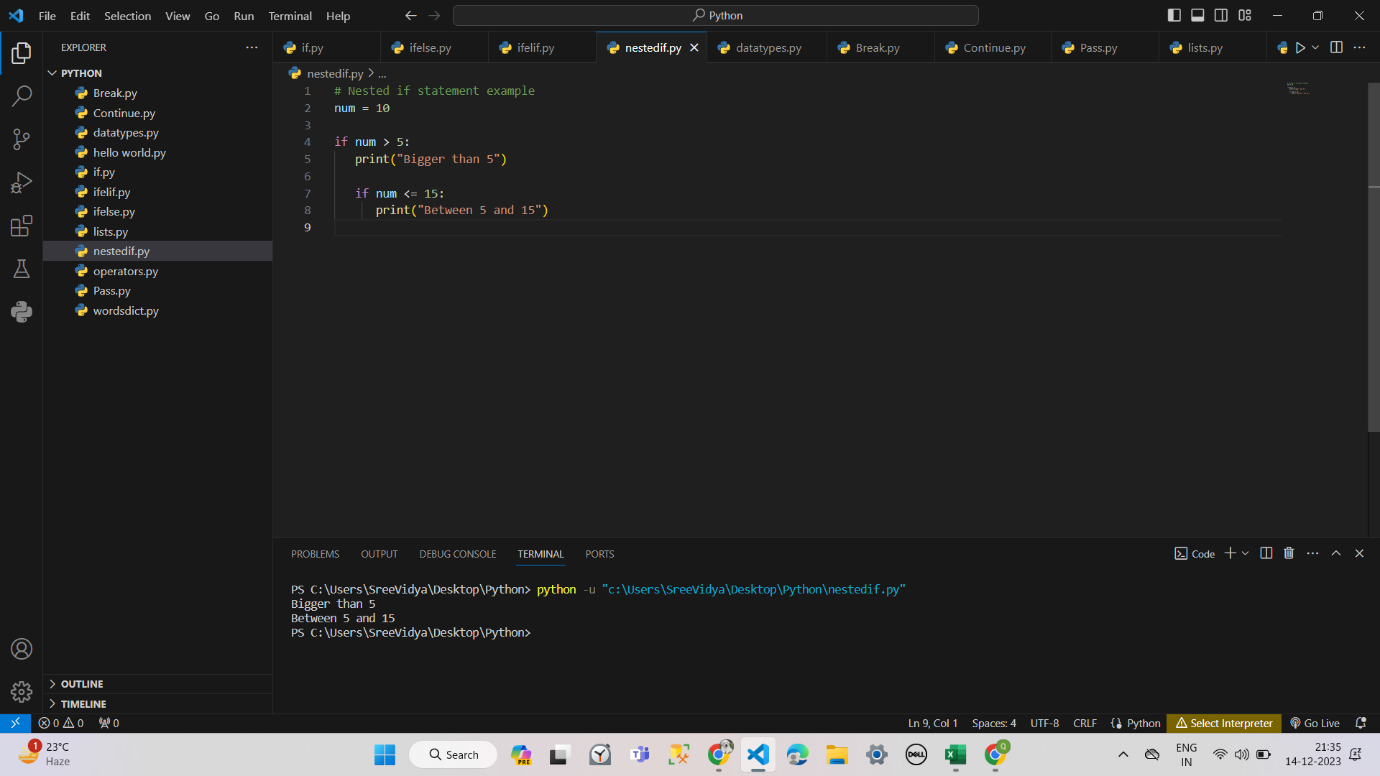 File Edit Selection View Go Run Terminal Help
Python
EXPLORER
if.py ifelse.py ifelif.py nestedif.py datatypes.py Break.py Continue.py Pass.py lists.py
PYTHON
Break.py
Continue.py
datatypes.py
hello world.py
if.py
ifelif.py
ifelse.py
lists.py
nestedif.py
operators.py
Pass.py
wordsdict.py
OUTLINE
TIMELINE
nestedif.py > ...
1 # Nested if statement example
2 num = 10
3
4 if num > 5:
5 print("Bigger than 5")
6
7 if num <= 15:
8 print("Between 5 and 15")
9
PROBLEMS OUTPUT DEBUG CONSOLE TERMINAL PORTS
Code
PS C:\Users\SreeVidya\Desktop\Python> python -u "c:\Users\SreeVidya\Desktop\Python\nestedif.py"
Bigger than 5
Between 5 and 15
PS C:\Users\SreeVidya\Desktop\Python>
0 0 0
Ln 9, Col 1 Spaces: 4 UTF-8 CRLF Python Select Interpreter Go Live
1
23°C
Haze
Search
PRE
DELL
Q
ENG
IN
21:35
14-12-2023